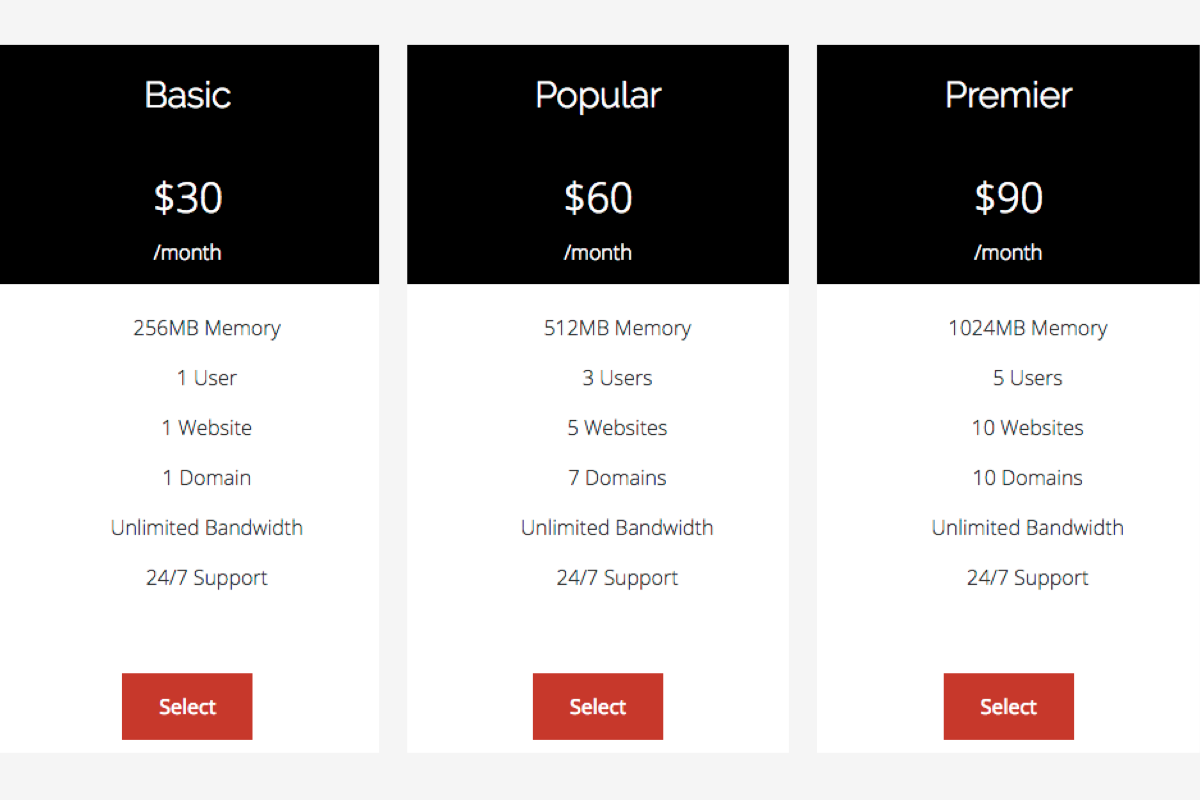 Basic
$30
/month
256MB Memory
1 User
1 Website
1 Domain
Unlimited Bandwidth
24/7 Support
Select
Popular
$60
/month
512MB Memory
3 Users
5 Websites
7 Domains
Unlimited Bandwidth
24/7 Support
Select
Premier
$90
/month
1024MB Memory
5 Users
10 Websites
10 Domains
Unlimited Bandwidth
24/7 Support
Select